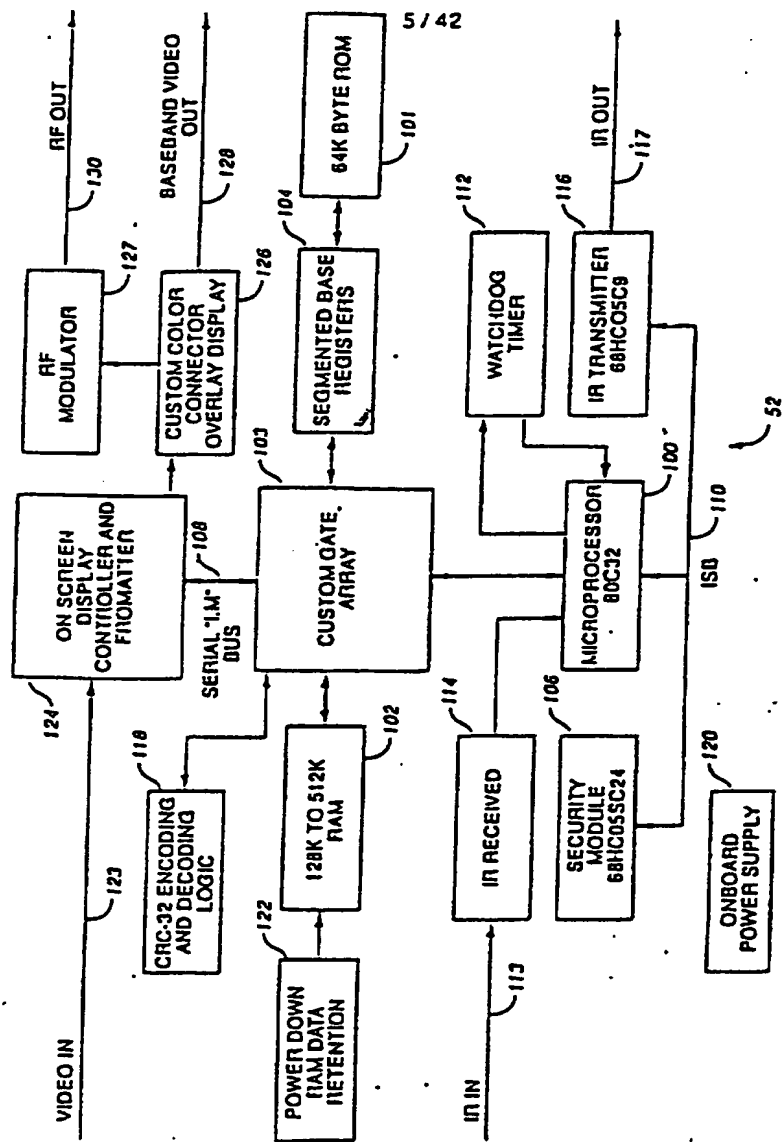 5/42
VIDEO IN
123
124
ON SCREEN
DISPLAY
CONTROLLER AND
FROMATTER
RF
MODULATOR
127
RF OUT
130
CUSTOM COLOR
CONNECTOR
OVERLAY DISPLAY
126
BASEBAND VIDEO
OUT
128
118
CRC-32 ENCODING
AND DECODING
LOGIC
SERIAL "I.M"
BUS
108
103
CUSTOM GATE
ARRAY
104
SEGMENTED BASE
REGISTERS
64K BYTE ROM
101
122
POWER DOWN
RAM DATA
RETENTION
128K TO 512K
RAM
102
IR IN
113
114
IR RECEIVED
106
SECURITY
MODULE
68HC05SC24
MICROPROCESSOR
80C32
100
112
WATCHDOG
TIMER
116
IR TRANSMITTER
68HC05C9
IR OUT
117
ISB
110
120
ONBOARD
POWER SUPPLY
52